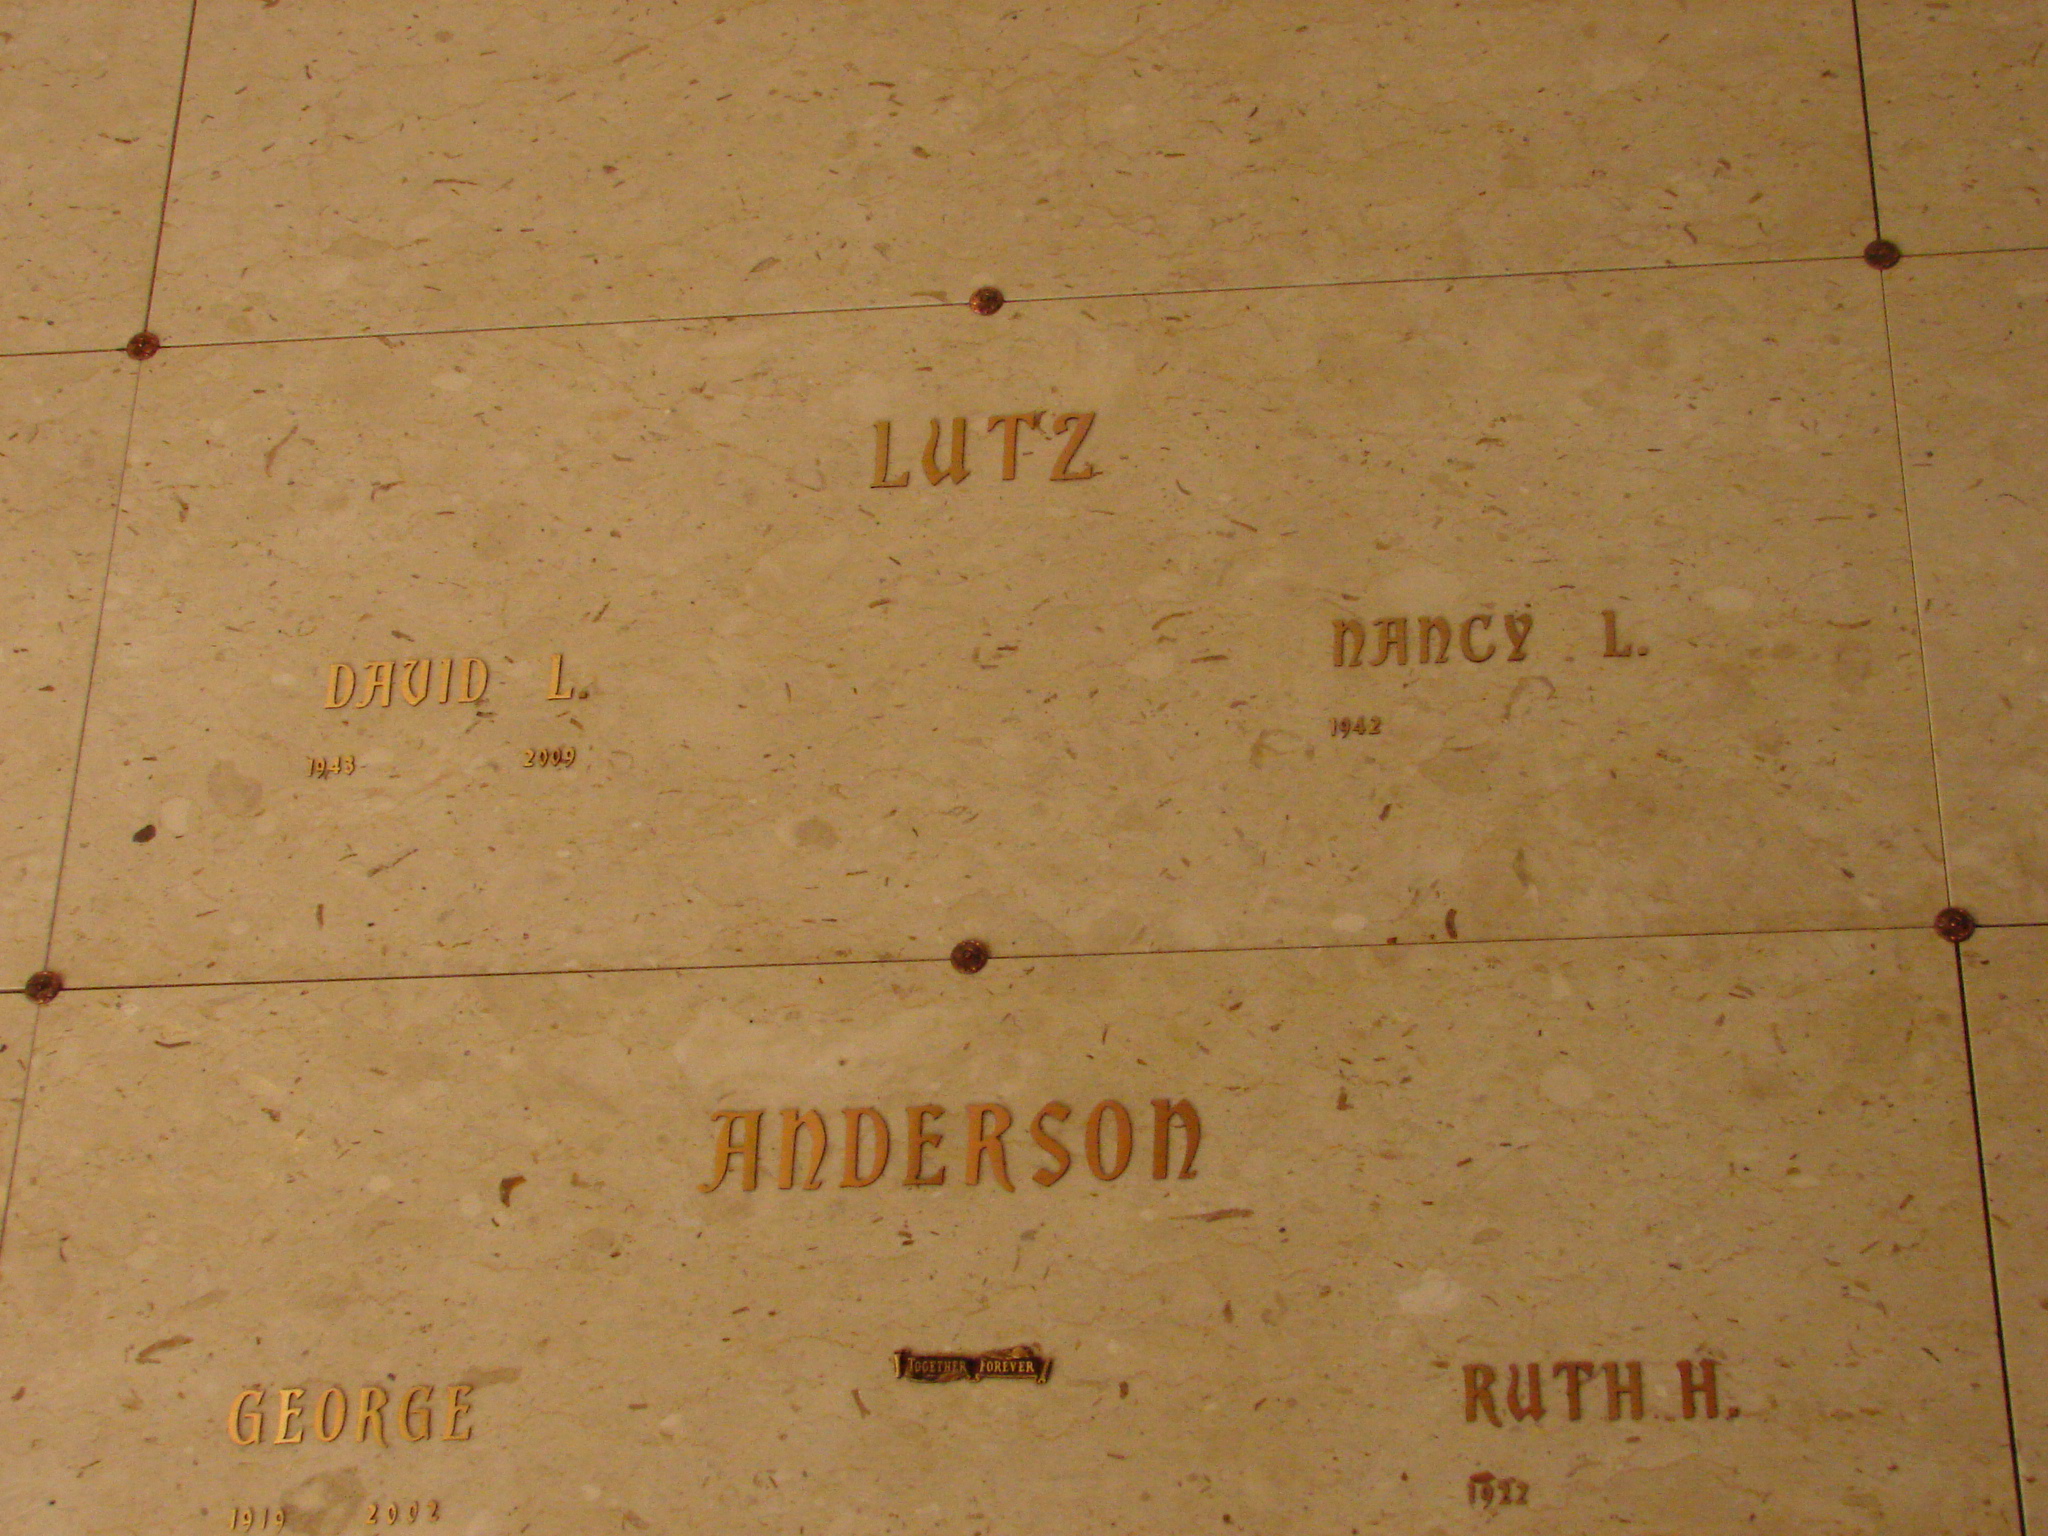 LUTZ
DAVID L.
1943 2009
NANCY L.
1942
ANDERSON
TOGETHER FOREVER
GEORGE
1919 2002
RUTH H.
1922